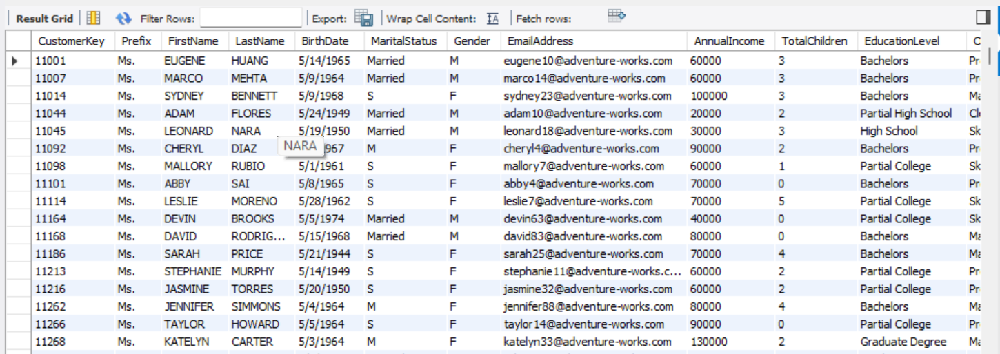 Result Grid Filter Rows: Export: Wrap Cell Content: IA Fetch rows:
CustomerKey Prefix FirstName LastName BirthDate MaritalStatus Gender EmailAddress AnnualIncome TotalChildren EducationLevel
11001 Ms. EUGENE HUANG 5/14/1965 Married M eugene10@adventure-works.com 60000 3 Bachelors Pr
11007 Ms. MARCO MEHTA 5/9/1964 Married M marco14@adventure-works.com 60000 3 Bachelors Pr
11014 Ms. SYDNEY BENNETT 5/9/1968 S F sydney23@adventure-works.com 100000 3 Bachelors Ma
11044 Ms. ADAM FLORES 5/24/1949 Married M adam10@adventure-works.com 20000 2 Partial High School Cl
11045 Ms. LEONARD NARA 5/19/1950 Married M leonard18@adventure-works.com 30000 3 High School Sk
NARA
11092 Ms. CHERYL DIAZ 967 M F cheryl4@adventure-works.com 90000 2 Bachelors Pr
11098 Ms. MALLORY RUBIO 5/1/1961 S F mallory7@adventure-works.com 60000 1 Partial College Sk
11101 Ms. ABBY SAI 5/8/1965 S F abby4@adventure-works.com 70000 0 Bachelors Pr
11114 Ms. LESLIE MORENO 5/28/1962 S F leslie7@adventure-works.com 70000 5 Partial College Sk
11164 Ms. DEVIN BROOKS 5/5/1974 Married M devin63@adventure-works.com 40000 0 Partial College Sk
11168 Ms. DAVID RODRIG... 5/15/1968 Married M david83@adventure-works.com 80000 0 Bachelors Ma
11186 Ms. SARAH PRICE 5/21/1944 S F sarah25@adventure-works.com 70000 4 Bachelors Ma
11213 Ms. STEPHANIE MURPHY 5/14/1949 S F stephanie11@adventure-works.c... 60000 2 Partial College Pr
11216 Ms. JASMINE TORRES 5/20/1950 S F jasmine32@adventure-works.com 60000 2 Partial College Pr
11262 Ms. JENNIFER SIMMONS 5/4/1964 M F jennifer88@adventure-works.com 80000 4 Bachelors Ma
11266 Ms. TAYLOR HOWARD 5/5/1964 S F taylor14@adventure-works.com 90000 0 Partial College Pr
11268 Ms. KATELYN CARTER 5/3/1964 M F katelyn33@adventure-works.com 130000 2 Graduate Degree Ma